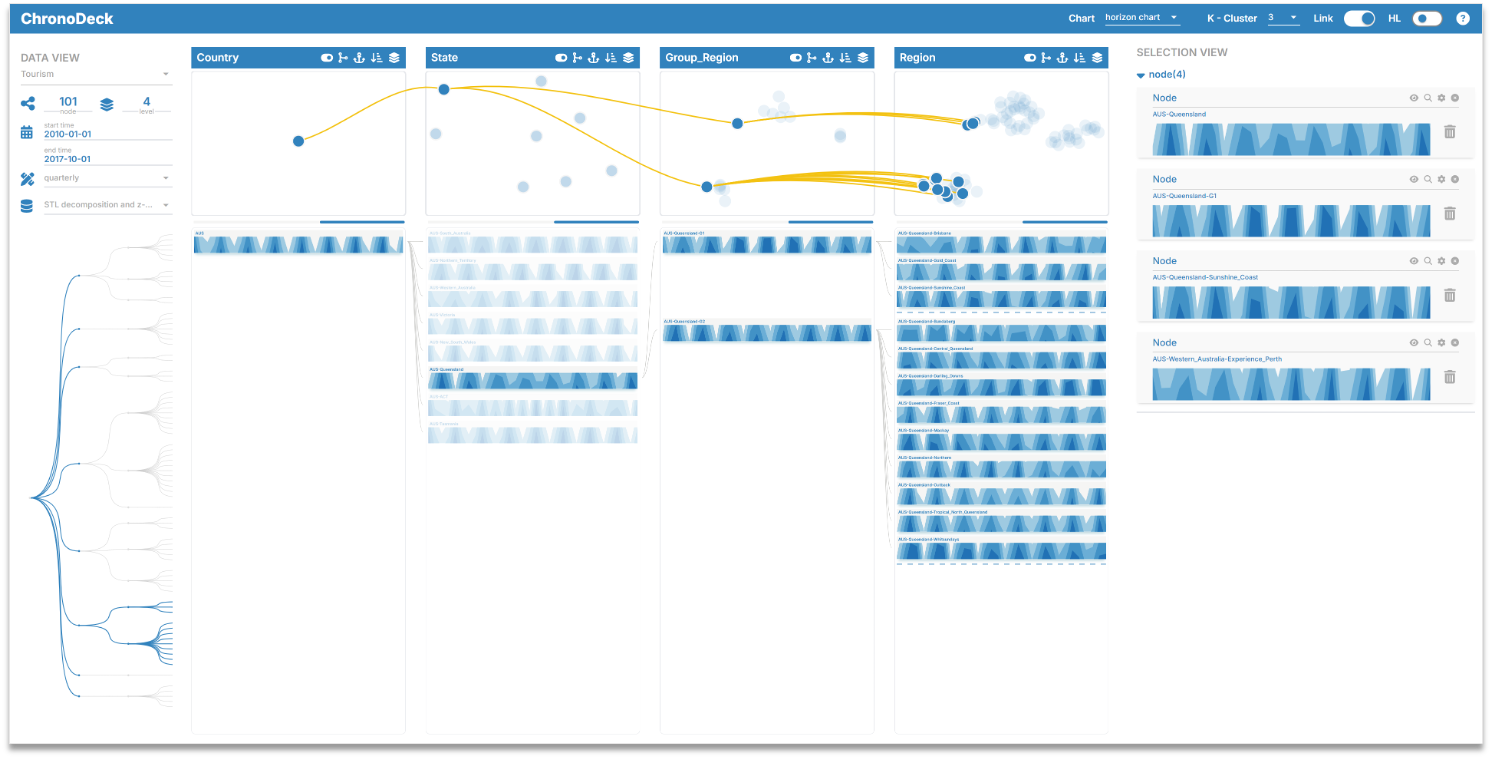 ChronoDeck
Chart horizon chart K - Cluster 3 Link HL ?
DATA VIEW
Tourism
101
node
4
level
start time
2010-01-01
end time
2017-10-01
quarterly
STL decomposition and z-...
Country
State
Group_Region
Region
AUS
AUS-Queensland
AUS-Queensland-G1
AUS-Queensland-G2
AUS-Queensland-Brisbane
AUS-Queensland-Gold_Coast
AUS-Queensland-Sunshine_Coast
AUS-Queensland-Bundaberg
AUS-Queensland-Central_Queensland
AUS-Queensland-Darling_Downs
AUS-Queensland-Fraser_Coast
AUS-Queensland-Mackay
AUS-Queensland-Northern
AUS-Queensland-Outback
AUS-Queensland-Tropical_North_Queensland
AUS-Queensland-Whitsundays
SELECTION VIEW
node(4)
Node
AUS-Queensland
Node
AUS-Queensland-G1
Node
AUS-Queensland-Sunshine_Coast
Node
AUS-Western_Australia-Experience_Perth